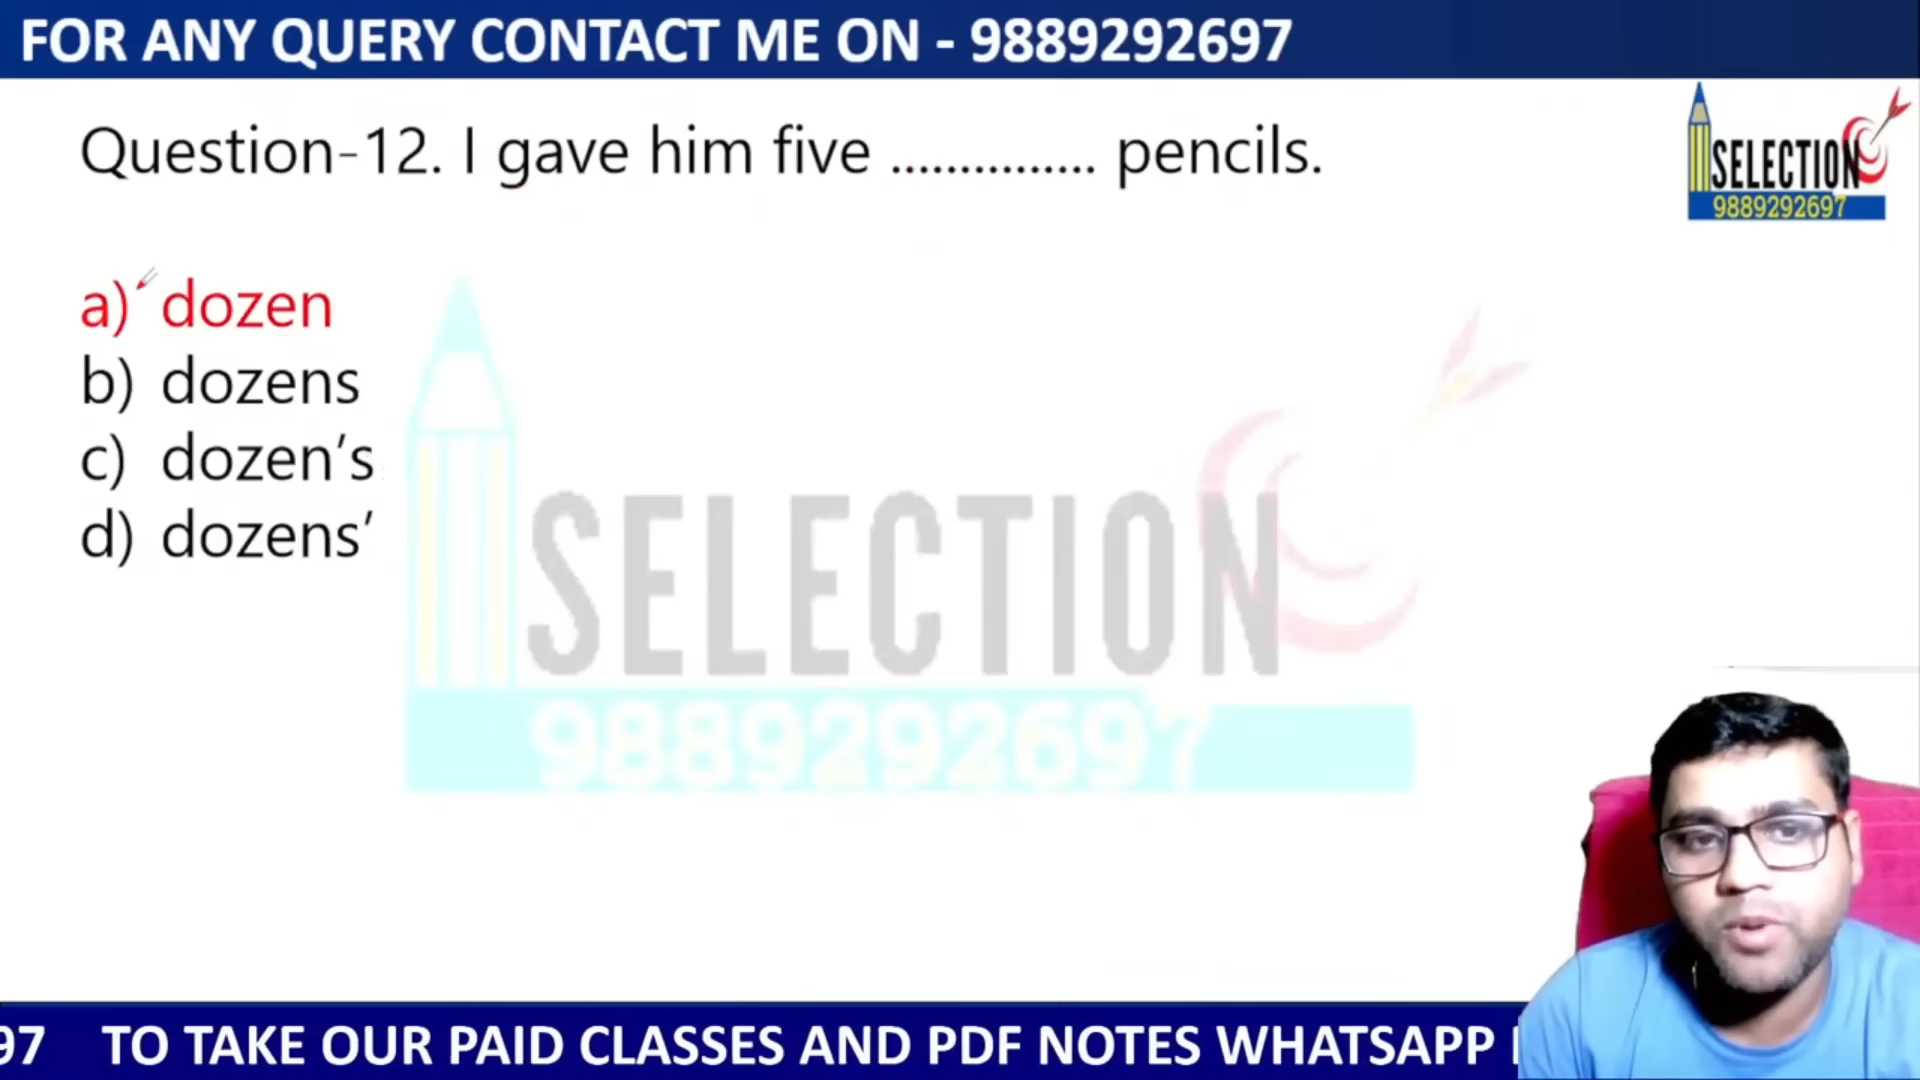 FOR ANY QUERY CONTACT ME ON - 9889292697
SELECTION
9889292697
Question-12. I gave him five ............... pencils.
a) dozen
b) dozens
c) dozen’s
d) dozens’
SELECTION
9889292697
97 TO TAKE OUR PAID CLASSES AND PDF NOTES WHATSAPP